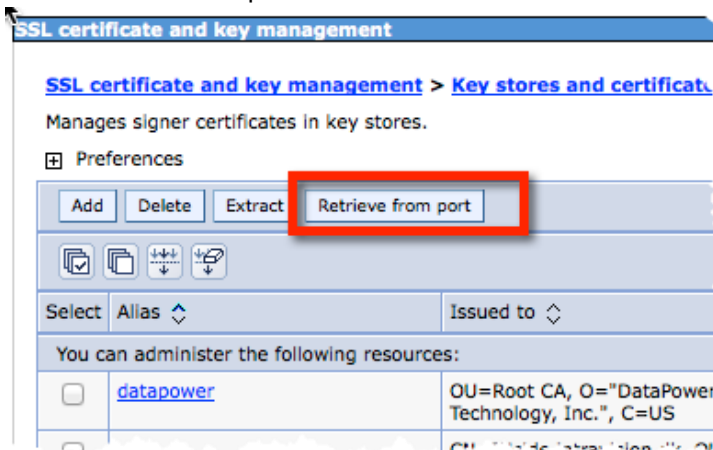 SSL certificate and key management
SSL certificate and key management > Key stores and certificate
Manages signer certificates in key stores.
Preferences
Add Delete Extract Retrieve from port
Select Alias Issued to
You can administer the following resources:
datapower OU=Root CA, O="DataPower
Technology, Inc.", C=US